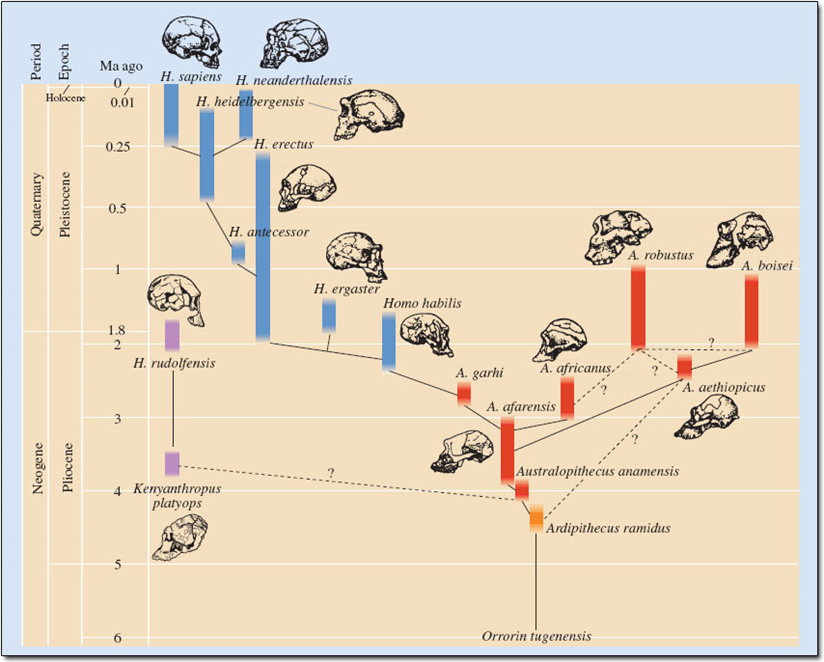 Period
Epoch
Ma ago
H. sapiens
H. neanderthalensis
0
Holocene
0.01
H. heidelbergensis
0.25
H. erectus
Quaternary
Pleistocene
0.5
H. antecessor
A. robustus
A. boisei
1
H. ergaster
Homo habilis
1.8
2
?
H. rudolfensis
A. garhi
A. africanus
?
A. aethiopicus
?
3
A. afarensis
?
Neogene
Pliocene
?
Australopithecus anamensis
4
Kenyanthropus
platyops
Ardipithecus ramidus
5
6
Orrorin tugenensis